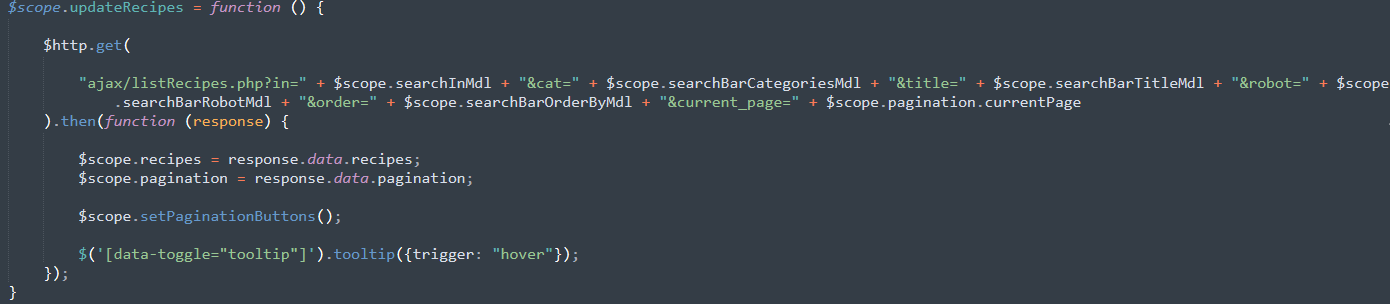 $scope.updateRecipes = function () {
$http.get(
"ajax/listRecipes.php?in=" + $scope.searchInMdl + "&cat=" + $scope.searchBarCategoriesMdl + "&title=" + $scope.searchBarTitleMdl + "&robot=" + $scope
.searchBarRobotMdl + "&order=" + $scope.searchBarOrderByMdl + "&current_page=" + $scope.pagination.currentPage
).then(function (response) {
$scope.recipes = response.data.recipes;
$scope.pagination = response.data.pagination;
$scope.setPaginationButtons();
$('[data-toggle="tooltip"]').tooltip({trigger: "hover"});
});
}